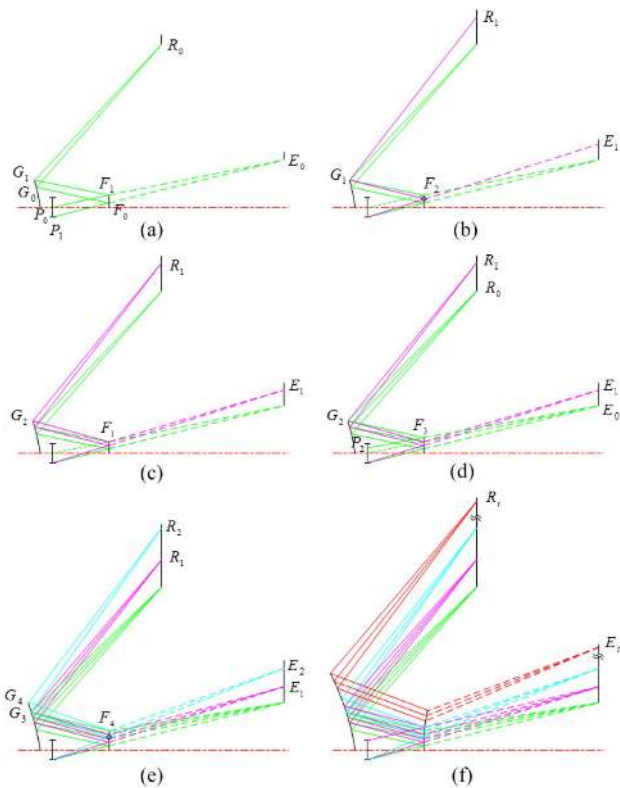 R₀
E₀
G₁
F₁
G₀
P₀
F₀
P₁
(a)
R₁
E₁
G₁
F₂
(b)
R₁
E₁
G₂
F₁
(c)
R₁
R₀
E₁
G₂
F₃
E₀
P₂
(d)
R₂
R₁
E₂
G₄
E₁
G₃
F₄
(e)
Rₜ
Eₜ
(f)